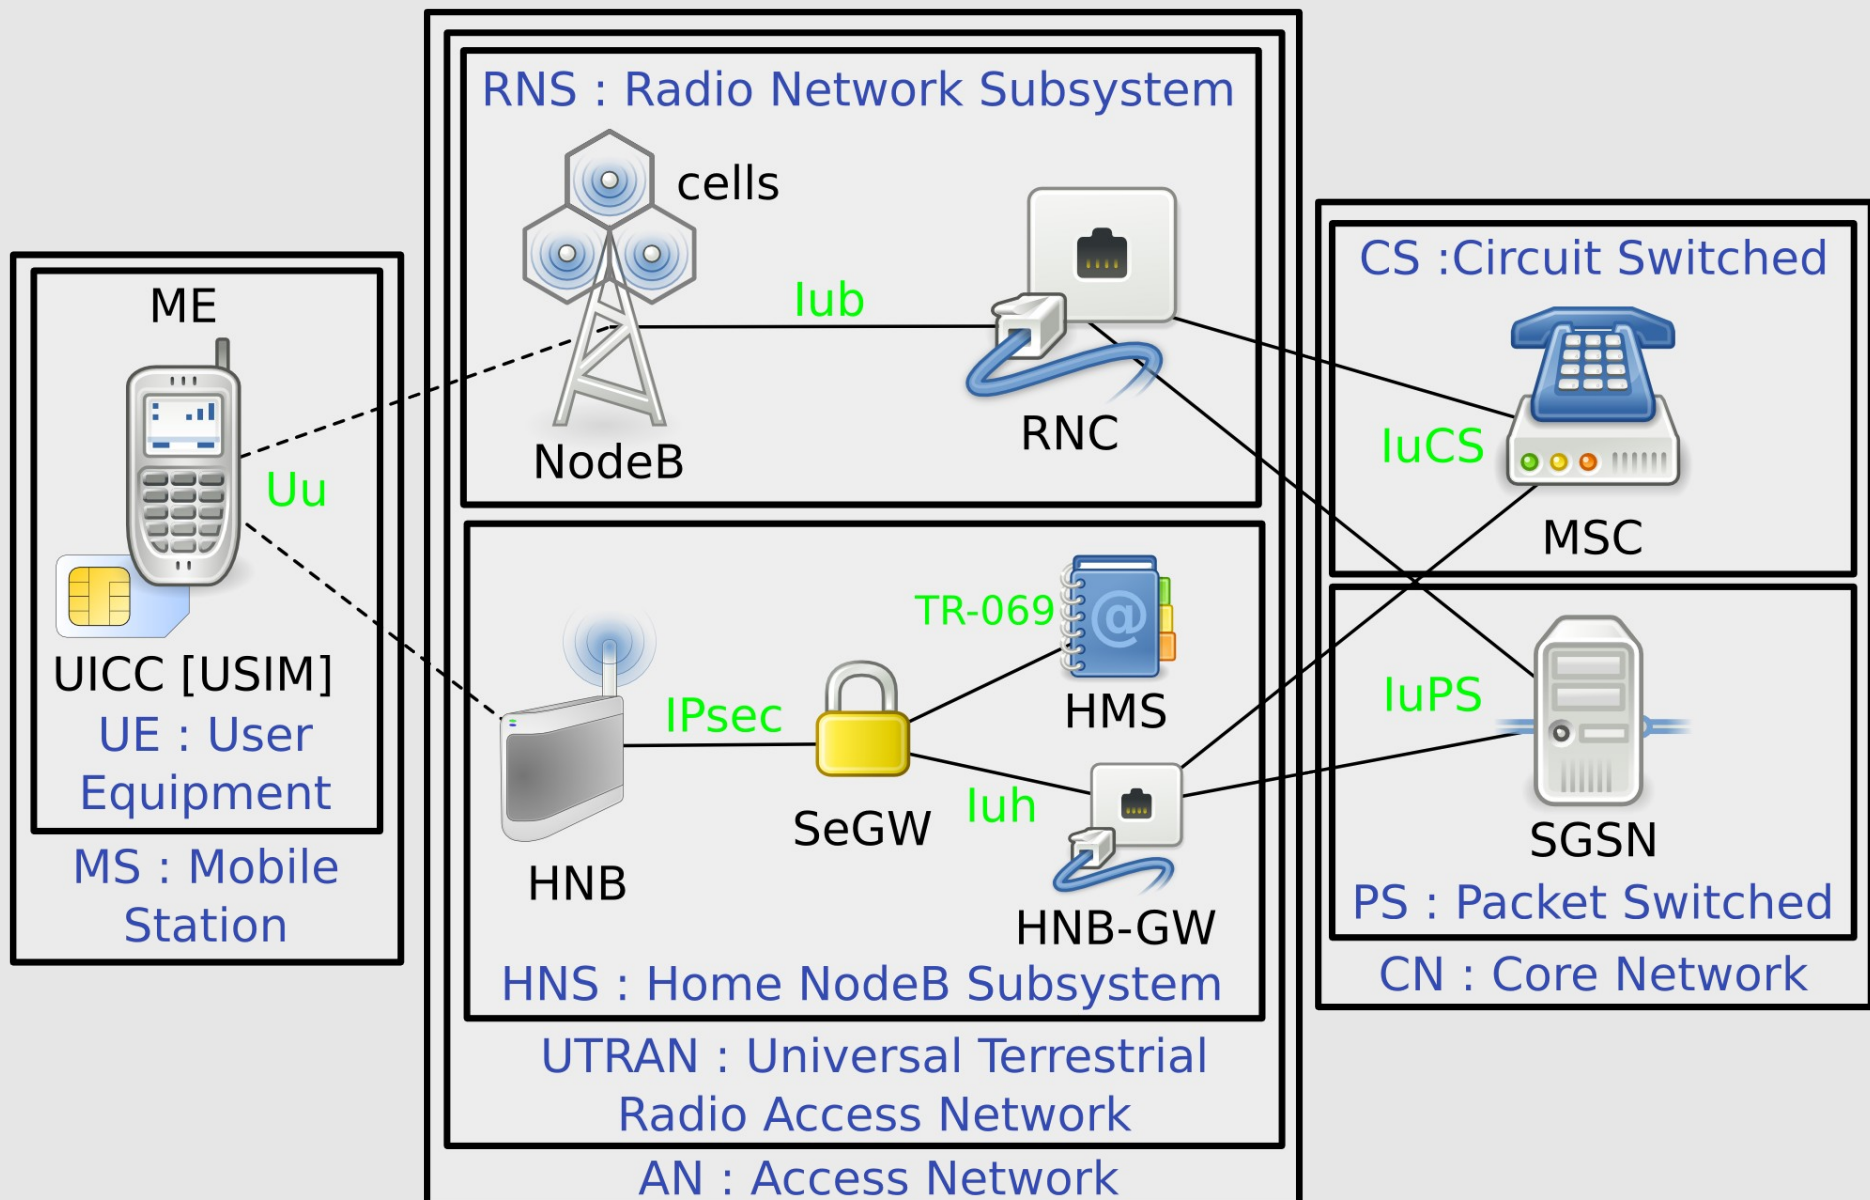 RNS : Radio Network Subsystem
cells
Iub
NodeB
RNC
ME
Uu
UICC [USIM]
UE : User
Equipment
MS : Mobile
Station
TR-069
HMS
IPsec
SeGW
Iuh
HNB
HNB-GW
HNS : Home NodeB Subsystem
UTRAN : Universal Terrestrial
Radio Access Network
AN : Access Network
CS :Circuit Switched
IuCS
MSC
IuPS
SGSN
PS : Packet Switched
CN : Core Network
@